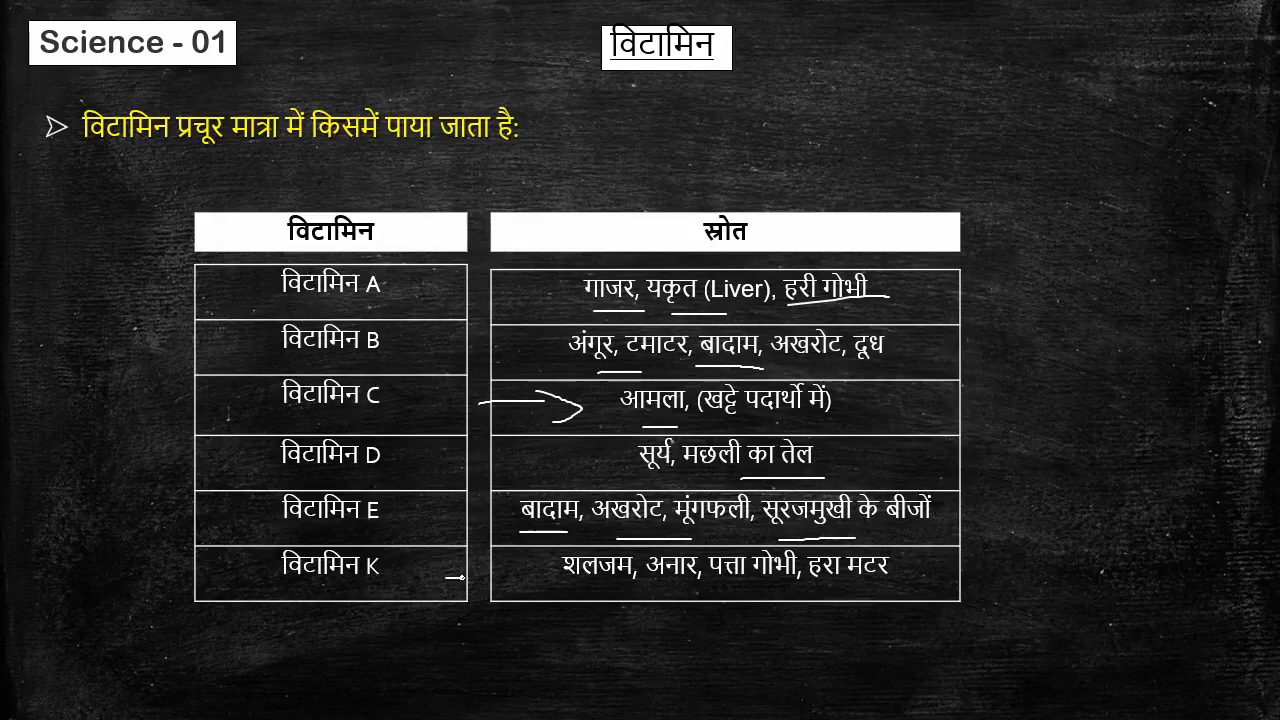 Science - 01
विटामिन
विटामिन प्रचूर मात्रा में किसमें पाया जाता है:
विटामिन स्रोत
विटामिन A गाजर, यकृत (Liver), हरी गोभी
विटामिन B अंगूर, टमाटर, बादाम, अखरोट, दूध
विटामिन C आमला, (खट्टे पदार्थो में)
विटामिन D सूर्य, मछली का तेल
विटामिन E बादाम, अखरोट, मूंगफली, सूरजमुखी के बीजों
विटामिन K शलजम, अनार, पत्ता गोभी, हरा मटर